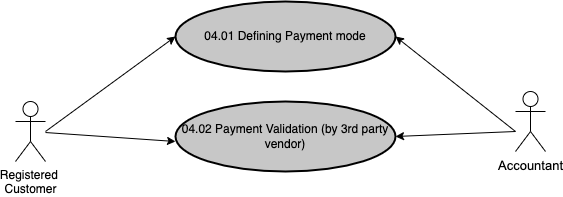 04.01 Defining Payment mode
04.02 Payment Validation (by 3rd party
vendor)
Registered
Customer
Accountant